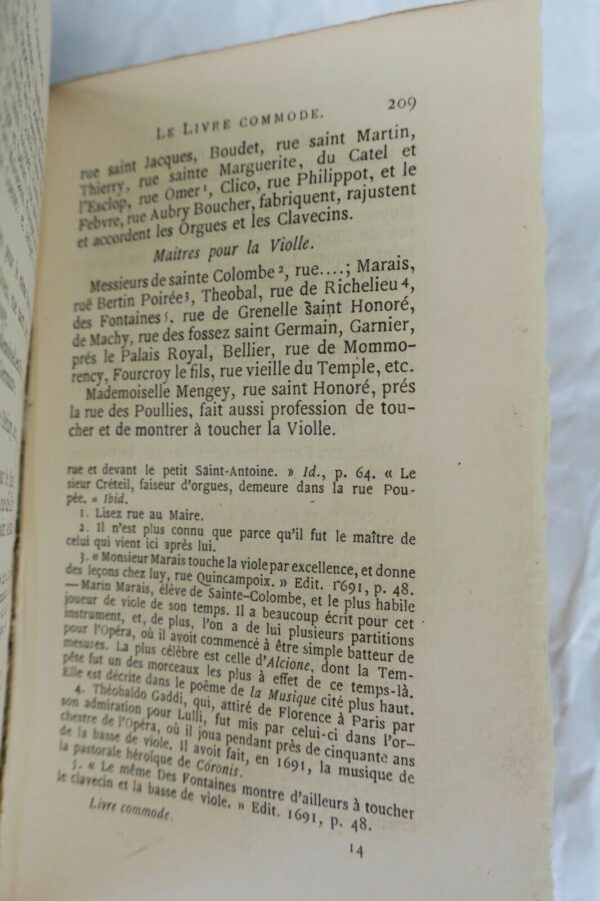 LE LIVRE COMMODE. 209
rue saint Jacques, Boudet, rue saint Martin,
Thierry, rue sainte Marguerite, du Catel et
l'Esclop, rue Omer¹, Clico, rue Philippot, et le
Febvre, rue Aubry Boucher, fabriquent, rajustent
et accordent les Orgues et les Clavecins.
Maitres pour la Violle.
Messieurs de sainte Colombe², rue....; Marais,
rue Bertin Poirée³, Theobal, rue de Richelieu⁴,
des Fontaines⁵. rue de Grenelle Saint Honoré,
de Machy, rue des fossez saint Germain, Garnier,
prés le Palais Royal, Bellier, rue de Mommo-
rency, Fourcroy le fils, rue vieille du Temple, etc.
Mademoiselle Mengey, rue saint Honoré, prés
la rue des Poullies, fait aussi profession de tou-
cher et de montrer à toucher la Violle.
rue et devant le petit Saint-Antoine. » Id., p. 64. « Le
sieur Créteil, faiseur d'orgues, demeure dans la rue Pou-
pée. » Ibid.
1. Lisez rue au Maire.
2. Il n'est plus connu que parce qu'il fut le maître de
celui qui vient ici après lui.
3. « Monsieur Marais touche la viole par excellence, et donne
des leçons chez luy, rue Quincampoix. » Edit. 1691, p. 48.
— Marin Marais, élève de Sainte-Colombe, et le plus habile
joueur de viole de son temps. Il a beaucoup écrit pour cet
instrument, et, de plus, l'on a de lui plusieurs partitions
pour l'Opéra, où il avoit commencé à être simple batteur de
mesures. La plus célèbre est celle d'Alcione, dont la Tem-
pête fut un des morceaux les plus à effet de ce temps-là.
Elle est décrite dans le poëme de la Musique cité plus haut.
4. Théobaldo Gaddi, qui, attiré de Florence à Paris par
son admiration pour Lulli, fut mis par celui-ci dans l'or-
chestre de l'Opéra, où il joua pendant près de cinquante ans
de la basse de viole. Il avoit fait, en 1691, la musique de
la pastorale héroïque de Coronis.
5. « Le même Des Fontaines montre d'ailleurs à toucher
le clavecin et la basse de viole. » Edit. 1691, p. 48.
Livre commode. 14